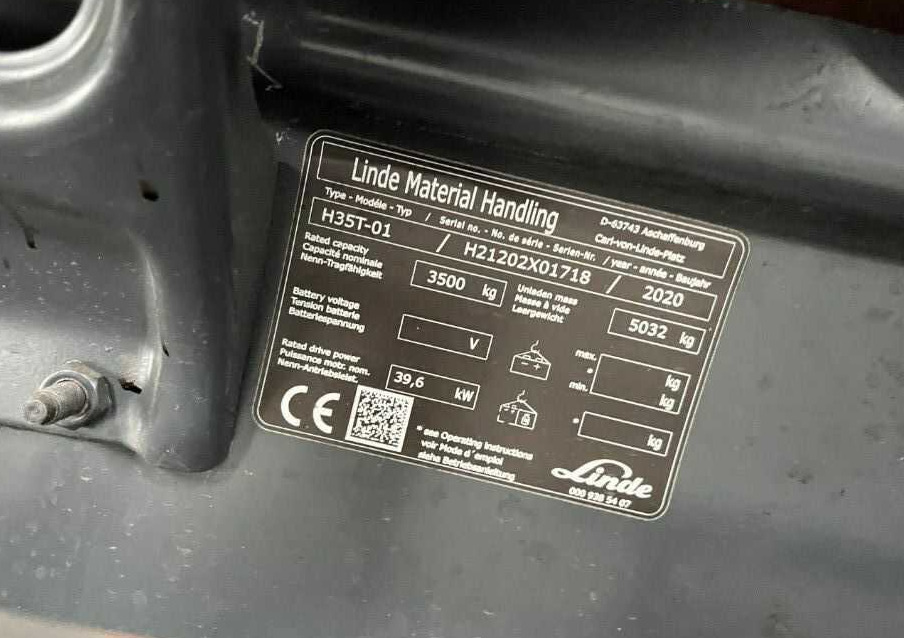 Linde Material Handling
D-63743 Aschaffenburg
Carl-von-Linde-Platz
Type - Modèle - Typ / Serial no. - No. de série - Serien-Nr. / year - année - Baujahr
H35T-01 / H21202X01718 / 2020
Rated capacity
Capacité nominale
Nenn-Tragfähigkeit
3500 kg
Unladen mass
Masse à vide
Leergewicht
5032 kg
Battery voltage
Tension batterie
Batteriespannung
V
- +
max.
*
min.
kg
kg
Rated drive power
Puissance motr. nom.
Nenn-Antriebsleist.
39,6 kW
*
kg
CE
* see Operating instructions
voir Mode d'emploi
siehe Betriebsanleitung
Linde
000 938 54 07